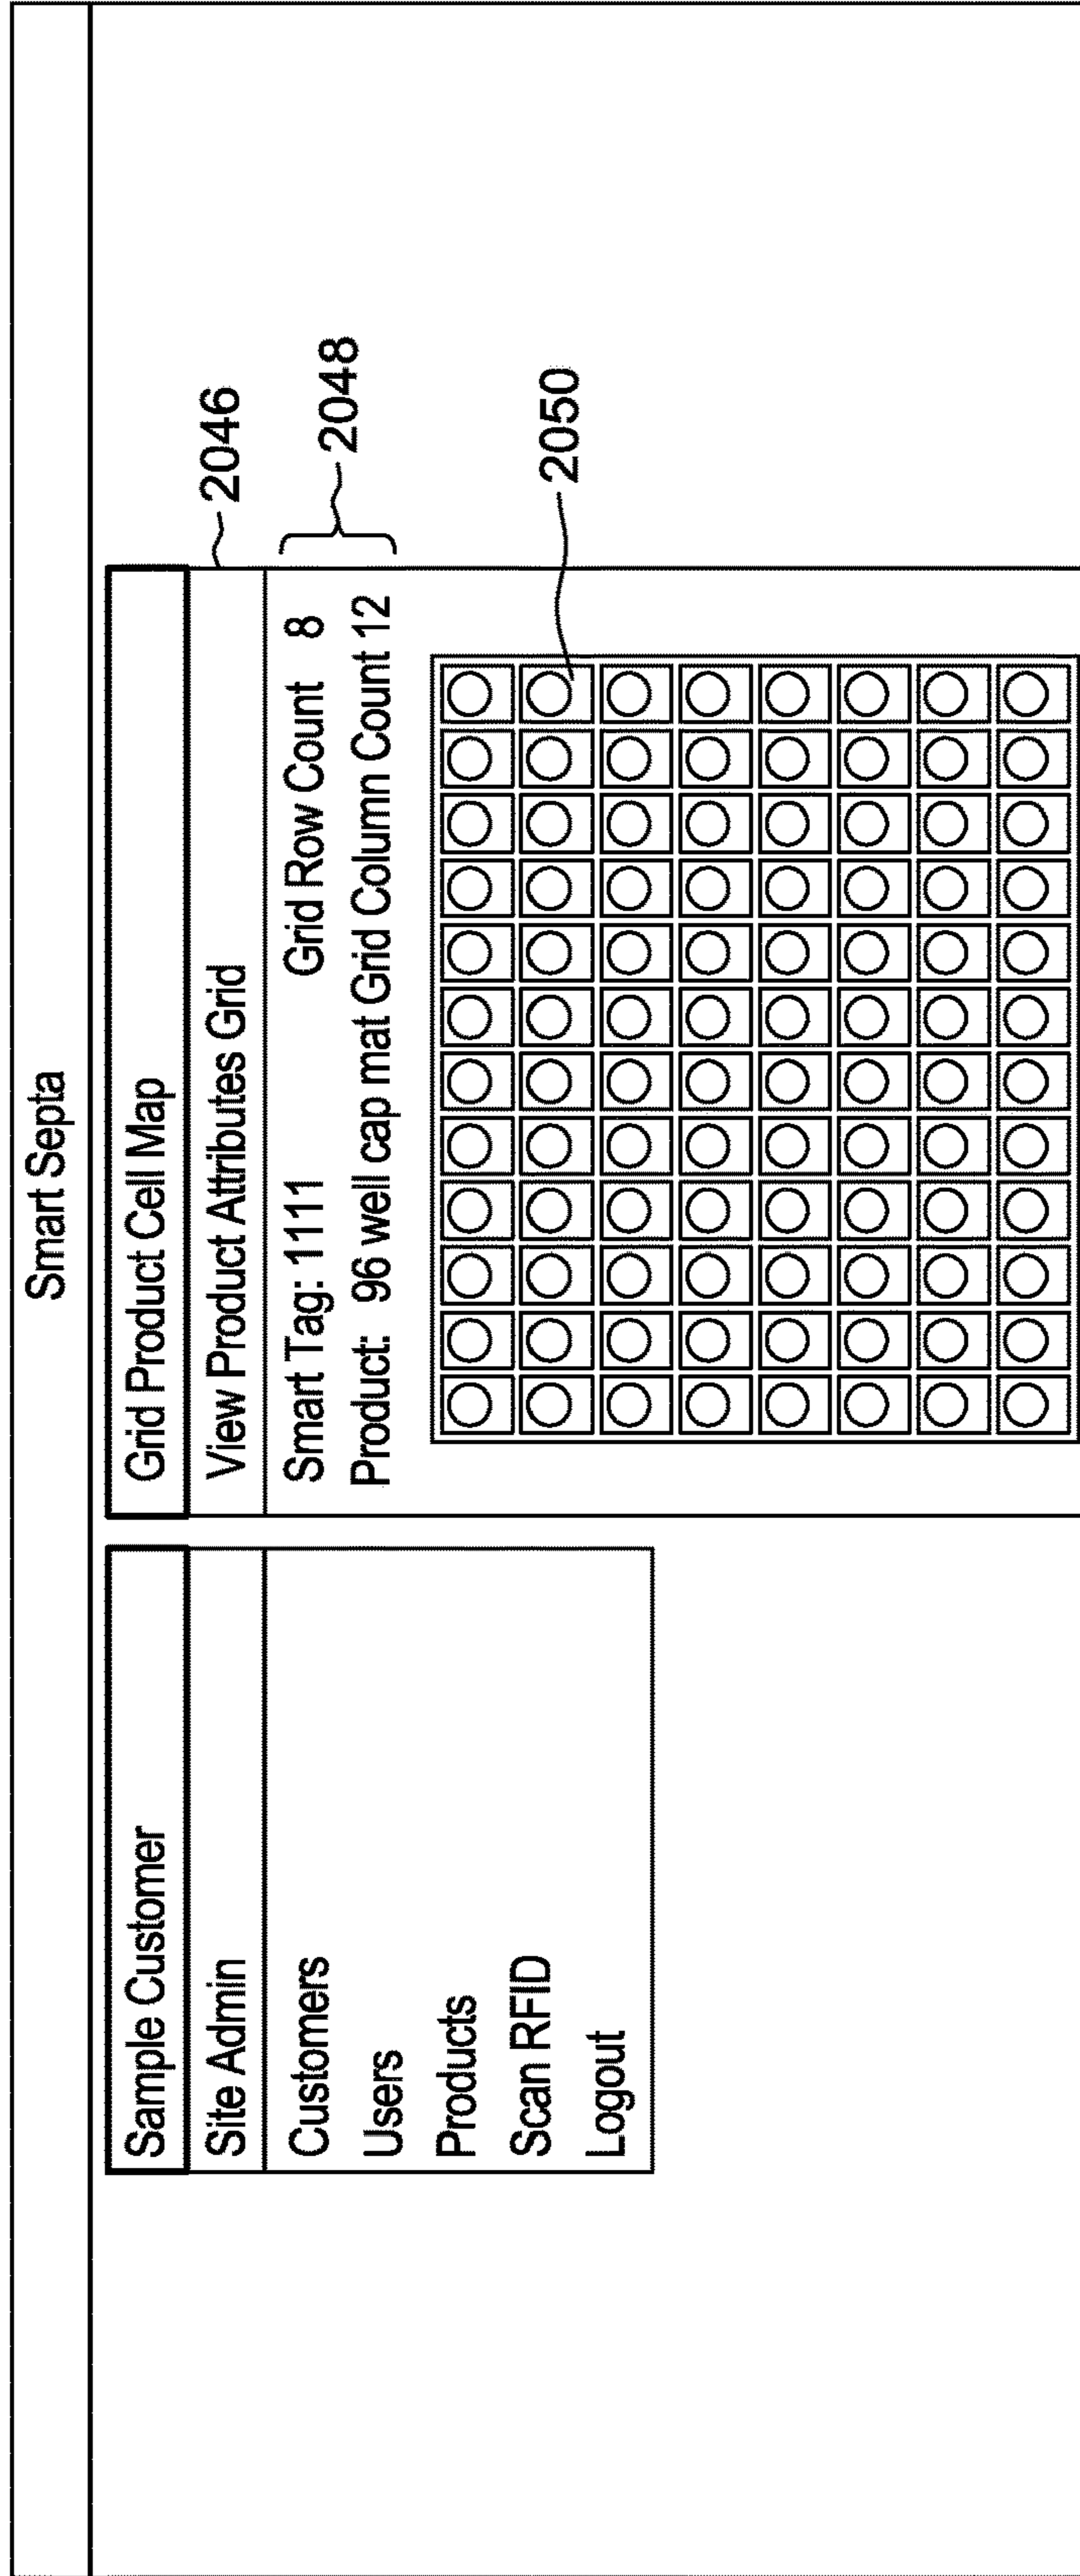 Smart Septa
Sample Customer
Site Admin
Customers
Users
Products
Scan RFID
Logout
Grid Product Cell Map
View Product Attributes Grid
2046
Smart Tag: 1111 Grid Row Count 8
Product: 96 well cap mat Grid Column Count 12
2048
2050